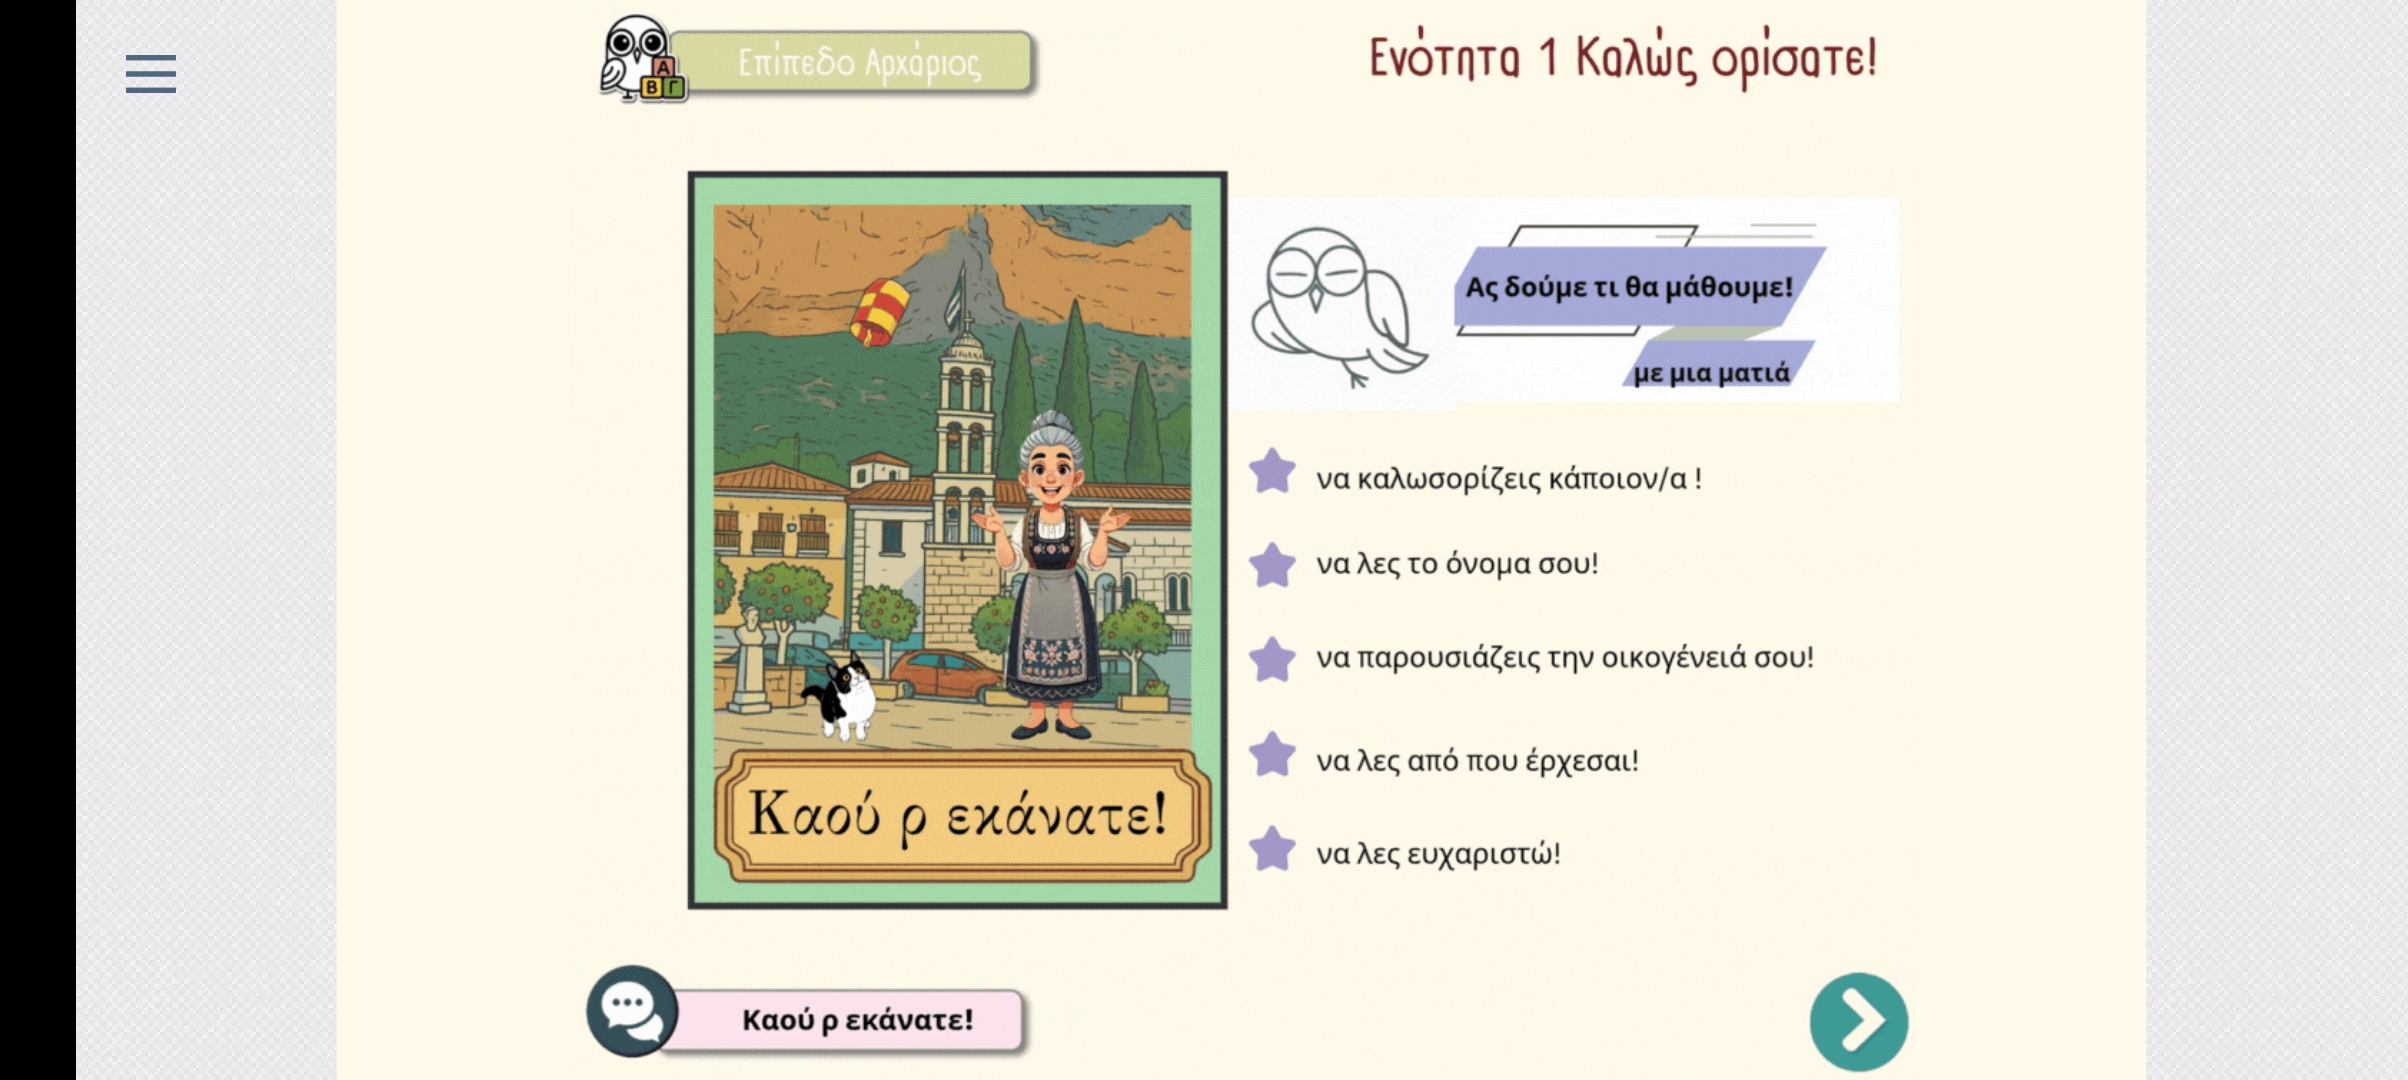 Επίπεδο Αρχάριος
Ενότητα 1 Καλώς ορίσατε!
Α
Β Γ
Ας δούμε τι θα μάθουμε!
με μια ματιά
να καλωσορίζεις κάποιον/α !
να λες το όνομα σου!
να παρουσιάζεις την οικογένειά σου!
να λες από που έρχεσαι!
να λες ευχαριστώ!
Καού ρ εκάνατε!
Καού ρ εκάνατε!